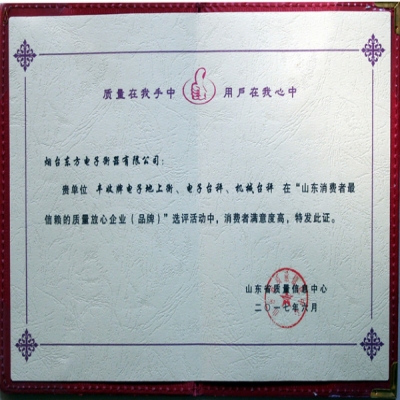 质量在我手中 用户在我心中
烟台东方电子衡器有限公司：
贵单位 丰收牌电子地上衡、电子台秤、机械台秤 在“山东消费者最
信赖的质量放心企业（品牌）”选评活动中，消费者满意度高，特发此证。
山东省质量信息中心
二〇一七年六月